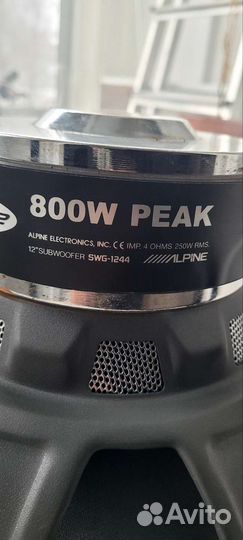 800W PEAK
ALPINE ELECTRONICS, INC. CE IMP. 4 OHMS 250W RMS.
12" SUBWOOFER SWG-1244 ALPINE
Avito